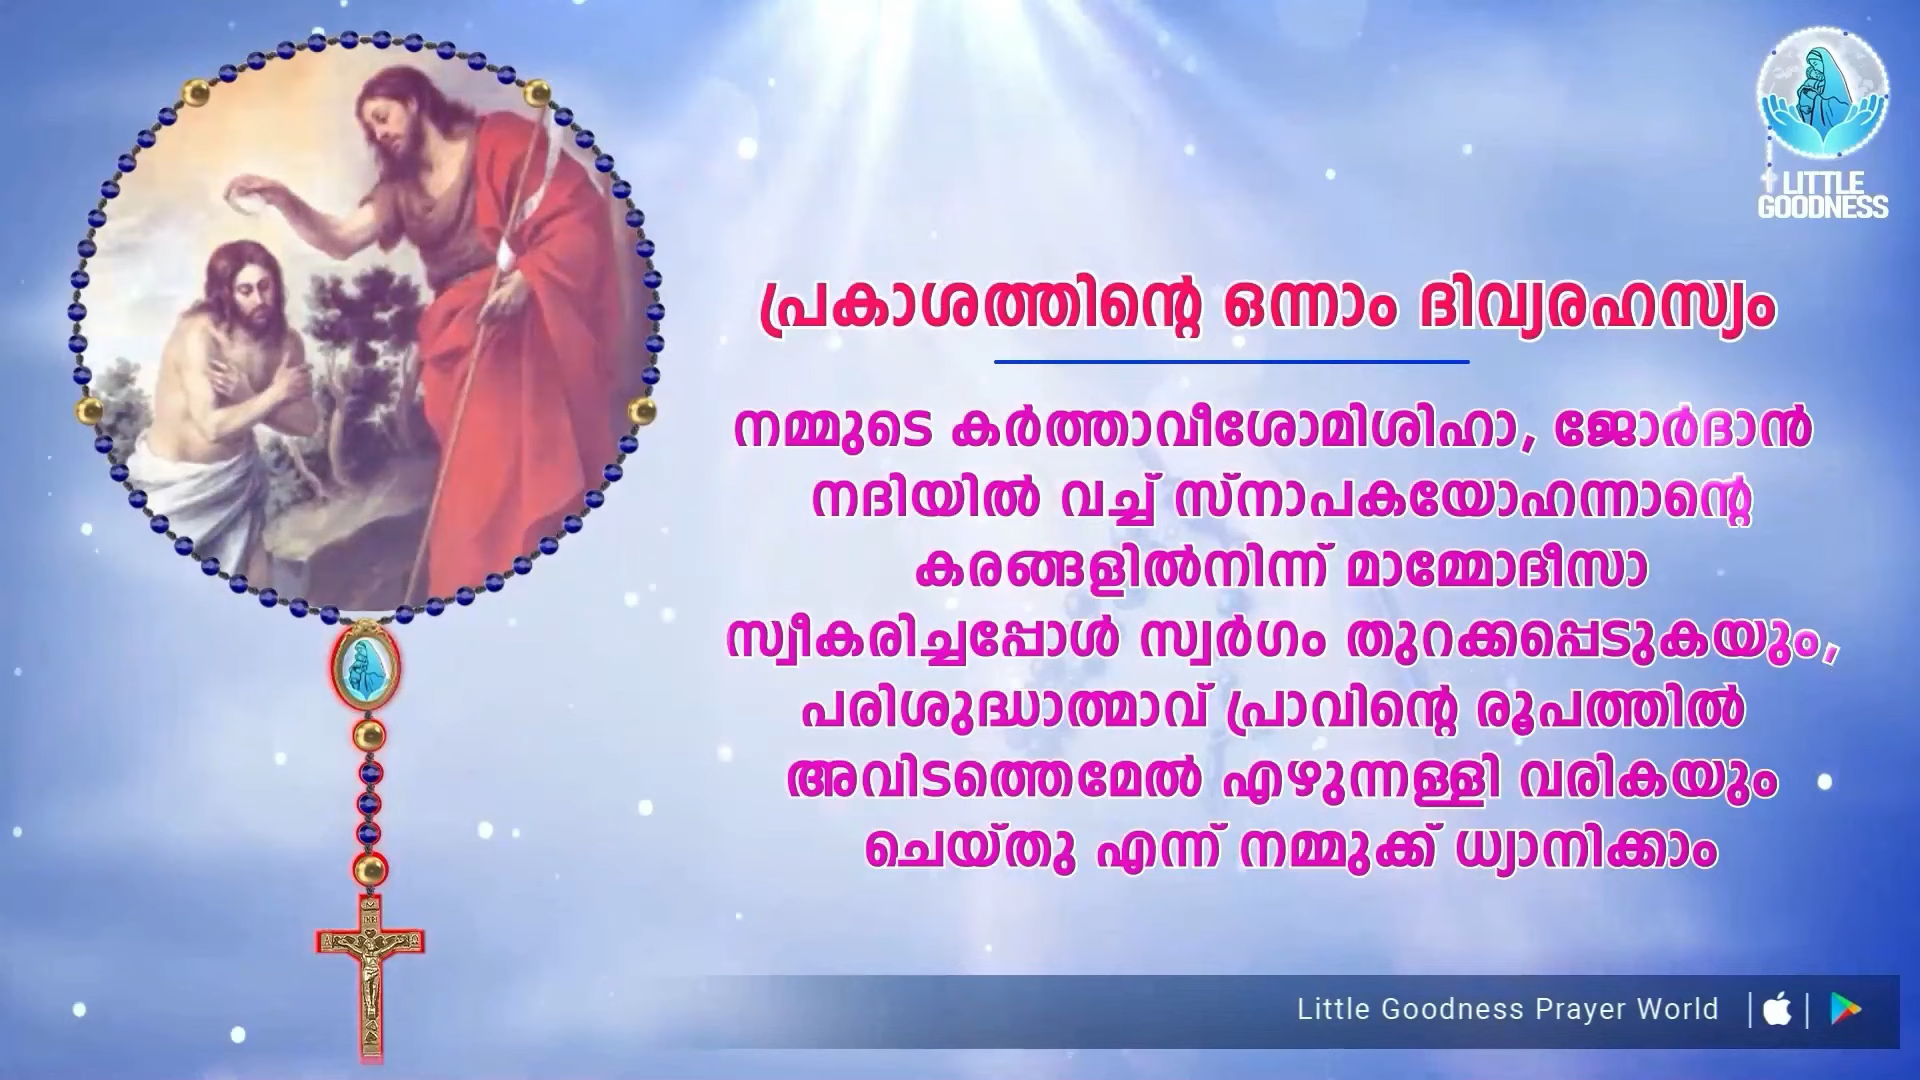 LITTLE
GOODNESS
പ്രകാശത്തിന്റെ ഒന്നാം ദിവ്യരഹസ്യം
നമ്മുടെ കർത്താവീശോമിശിഹാ, ജോർദാൻ
നദിയിൽ വച്ച് സ്നാപകയോഹന്നാന്റെ
കരങ്ങളിൽനിന്ന് മാമ്മോദീസാ
സ്വീകരിച്ചപ്പോൾ സ്വർഗം തുറക്കപ്പെടുകയും,
പരിശുദ്ധാത്മാവ് പ്രാവിന്റെ രൂപത്തിൽ
അവിടത്തെമേൽ എഴുന്നള്ളി വരികയും
ചെയ്തു എന്ന് നമ്മുക്ക് ധ്യാനിക്കാം
INRI
Little Goodness Prayer World